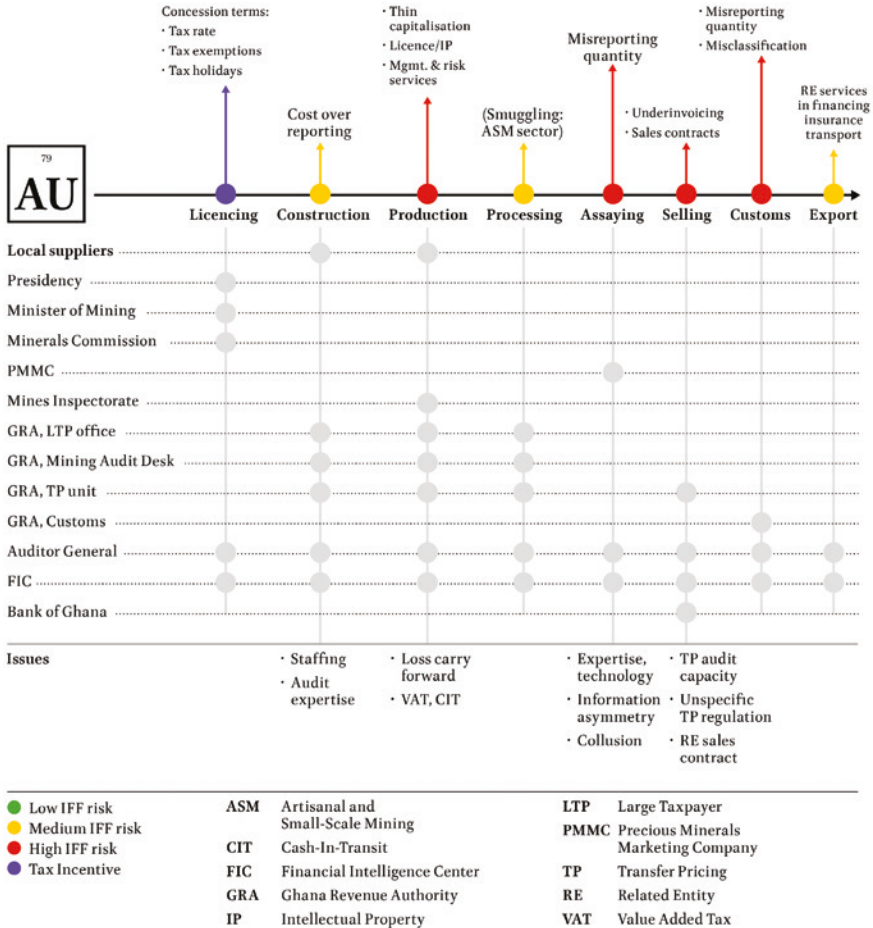 Concession terms:
· Tax rate
· Tax exemptions
· Tax holidays
Cost over
reporting
· Thin
capitalisation
· Licence/IP
· Mgmt. & risk
services
(Smuggling:
ASM sector)
Misreporting
quantity
· Underinvoicing
· Sales contracts
· Misreporting
quantity
· Misclassification
RE services
in financing
insurance
transport
79
AU
Licencing Construction Production Processing Assaying Selling Customs Export
Local suppliers
Presidency
Minister of Mining
Minerals Commission
PMMC
Mines Inspectorate
GRA, LTP office
GRA, Mining Audit Desk
GRA, TP unit
GRA, Customs
Auditor General
FIC
Bank of Ghana
Issues
· Staffing
· Audit
expertise
· Loss carry
forward
· VAT, CIT
· Expertise,
technology
· Information
asymmetry
· Collusion
· TP audit
capacity
· Unspecific
TP regulation
· RE sales
contract
Low IFF risk
Medium IFF risk
High IFF risk
Tax Incentive
ASM Artisanal and
Small-Scale Mining
CIT Cash-In-Transit
FIC Financial Intelligence Center
GRA Ghana Revenue Authority
IP Intellectual Property
LTP Large Taxpayer
PMMC Precious Minerals
Marketing Company
TP Transfer Pricing
RE Related Entity
VAT Value Added Tax